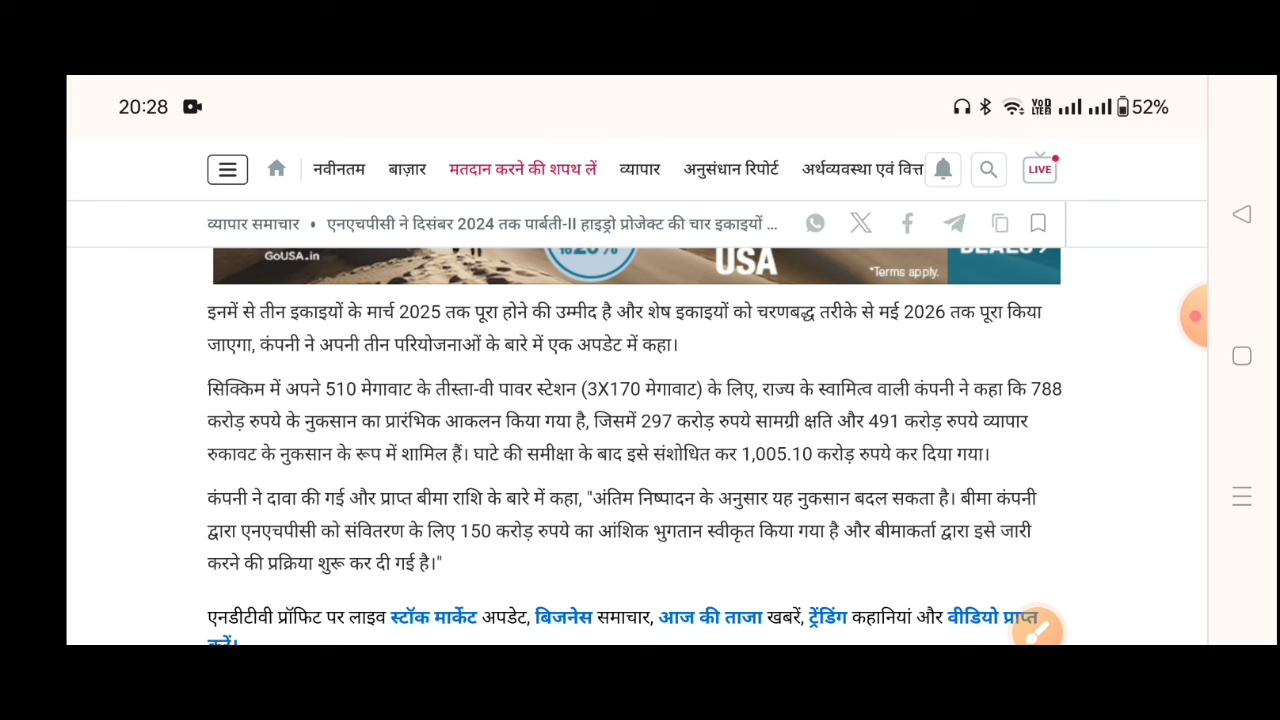 20:28 VoD LTE2 52%
नवीनतम बाज़ार मतदान करने की शपथ लें व्यापार अनुसंधान रिपोर्ट अर्थव्यवस्था एवं वित्त LIVE
व्यापार समाचार • एनएचपीसी ने दिसंबर 2024 तक पार्बती-II हाइड्रो प्रोजेक्ट की चार इकाइयों ...
GoUSA.in USA *Terms apply. DEALS
इनमें से तीन इकाइयों के मार्च 2025 तक पूरा होने की उम्मीद है और शेष इकाइयों को चरणबद्ध तरीके से मई 2026 तक पूरा किया
जाएगा, कंपनी ने अपनी तीन परियोजनाओं के बारे में एक अपडेट में कहा।
सिक्किम में अपने 510 मेगावाट के तीस्ता-वी पावर स्टेशन (3X170 मेगावाट) के लिए, राज्य के स्वामित्व वाली कंपनी ने कहा कि 788
करोड़ रुपये के नुकसान का प्रारंभिक आकलन किया गया है, जिसमें 297 करोड़ रुपये सामग्री क्षति और 491 करोड़ रुपये व्यापार
रुकावट के नुकसान के रूप में शामिल हैं। घाटे की समीक्षा के बाद इसे संशोधित कर 1,005.10 करोड़ रुपये कर दिया गया।
कंपनी ने दावा की गई और प्राप्त बीमा राशि के बारे में कहा, "अंतिम निष्पादन के अनुसार यह नुकसान बदल सकता है। बीमा कंपनी
द्वारा एनएचपीसी को संवितरण के लिए 150 करोड़ रुपये का आंशिक भुगतान स्वीकृत किया गया है और बीमाकर्ता द्वारा इसे जारी
करने की प्रक्रिया शुरू कर दी गई है।"
एनडीटीवी प्रॉफिट पर लाइव स्टॉक मार्केट अपडेट, बिजनेस समाचार, आज की ताजा खबरें, ट्रेंडिंग कहानियां और वीडियो प्राप्त
करें।